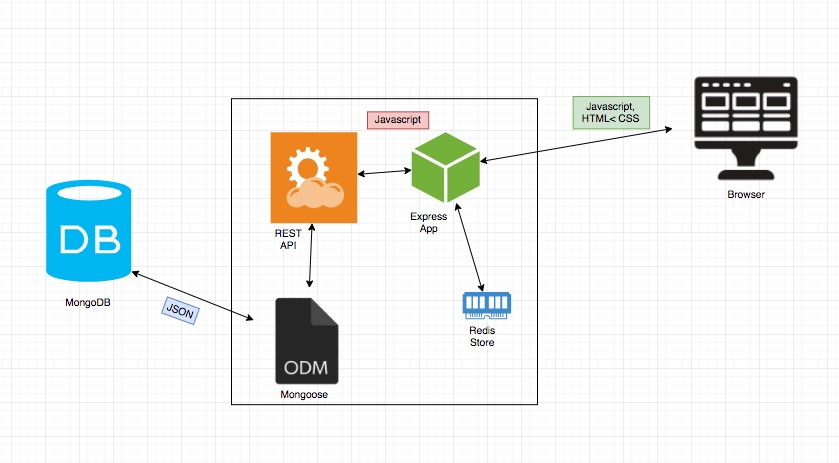 Javascript,
HTML< CSS
Javascript
Browser
Express
App
REST
API
DB
MongoDB
JSON
Redis
Store
ODM
Mongoose